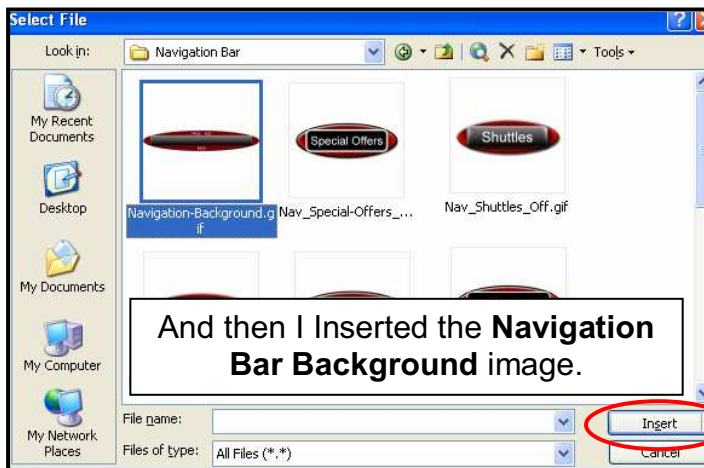 Select File
Look in:
Navigation Bar
Tools
My Recent
Documents
Desktop
My Documents
My Computer
My Network
Places
Special Offers
Shuttles
Navigation-Background.g
if
Nav_Special-Offers_...
Nav_Shuttles_Off.gif
And then I Inserted the Navigation
Bar Background image.
File name:
Insert
Files of type:
All Files (*.*)
Cancel